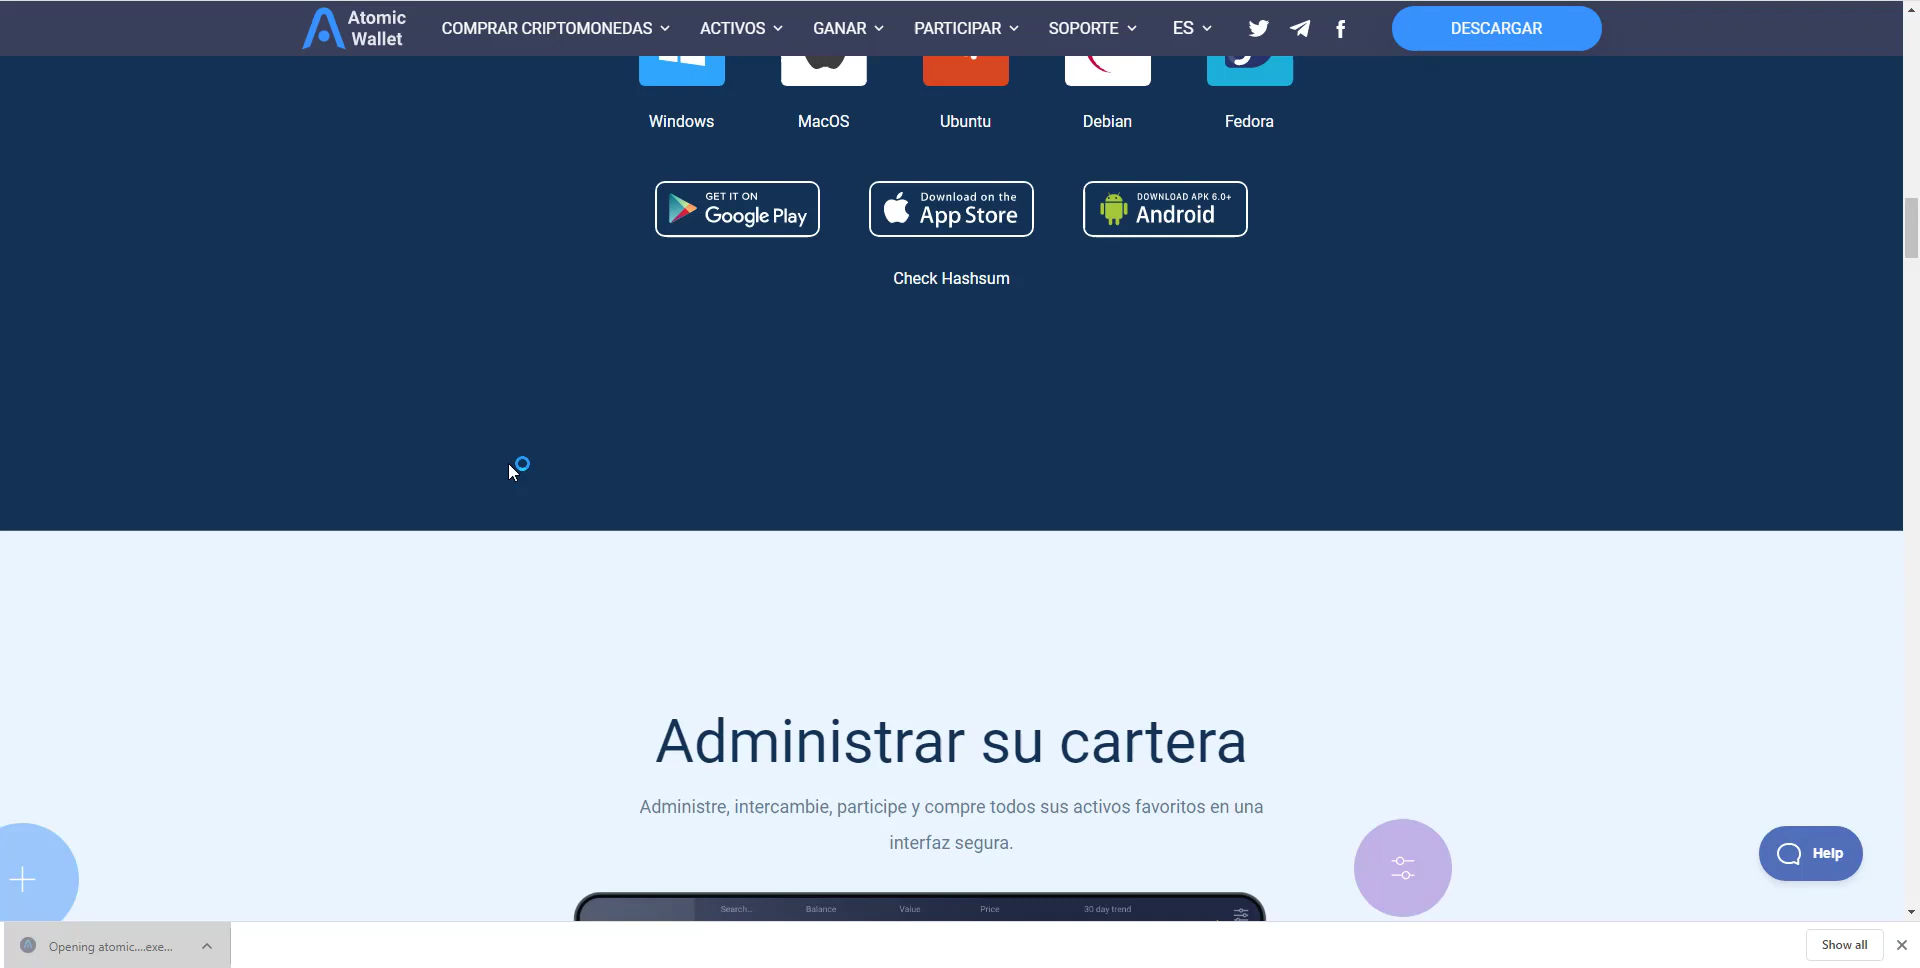 Atomic
Wallet
COMPRAR CRIPTOMONEDAS
ACTIVOS
GANAR
PARTICIPAR
SOPORTE
ES
DESCARGAR
Windows
MacOS
Ubuntu
Debian
Fedora
GET IT ON
Google Play
Download on the
App Store
DOWNLOAD APK 6.0+
Android
Check Hashsum
Administrar su cartera
Administre, intercambie, participe y compre todos sus activos favoritos en una
interfaz segura.
Help
Search...
Balance
Value
Price
30 day trend
Opening atomic....exe...
Show all